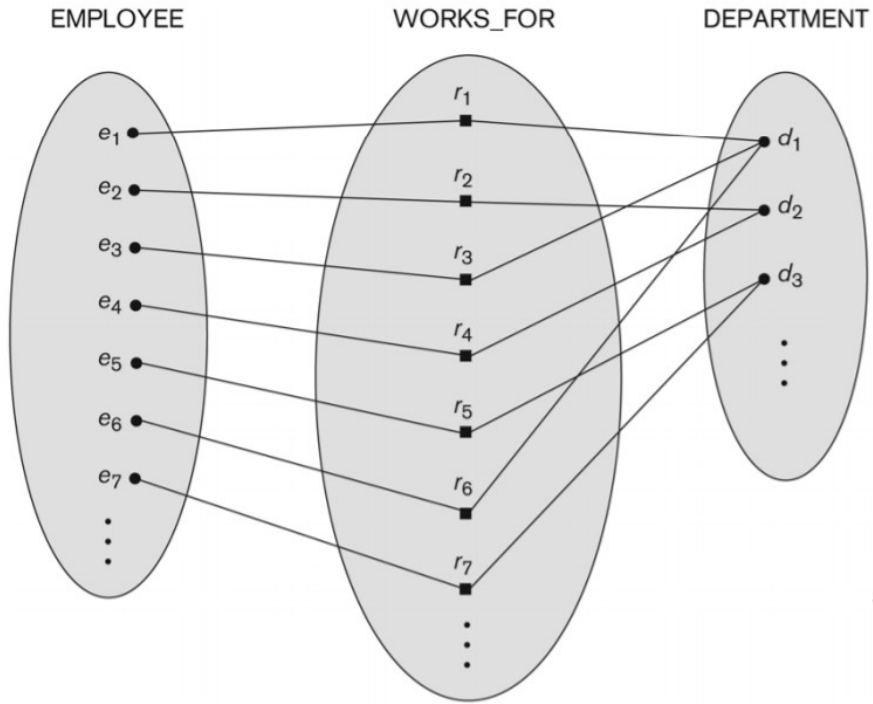 EMPLOYEE WORKS_FOR DEPARTMENT
e₁
e₂
e₃
e₄
e₅
e₆
e₇
r₁
r₂
r₃
r₄
r₅
r₆
r₇
d₁
d₂
d₃